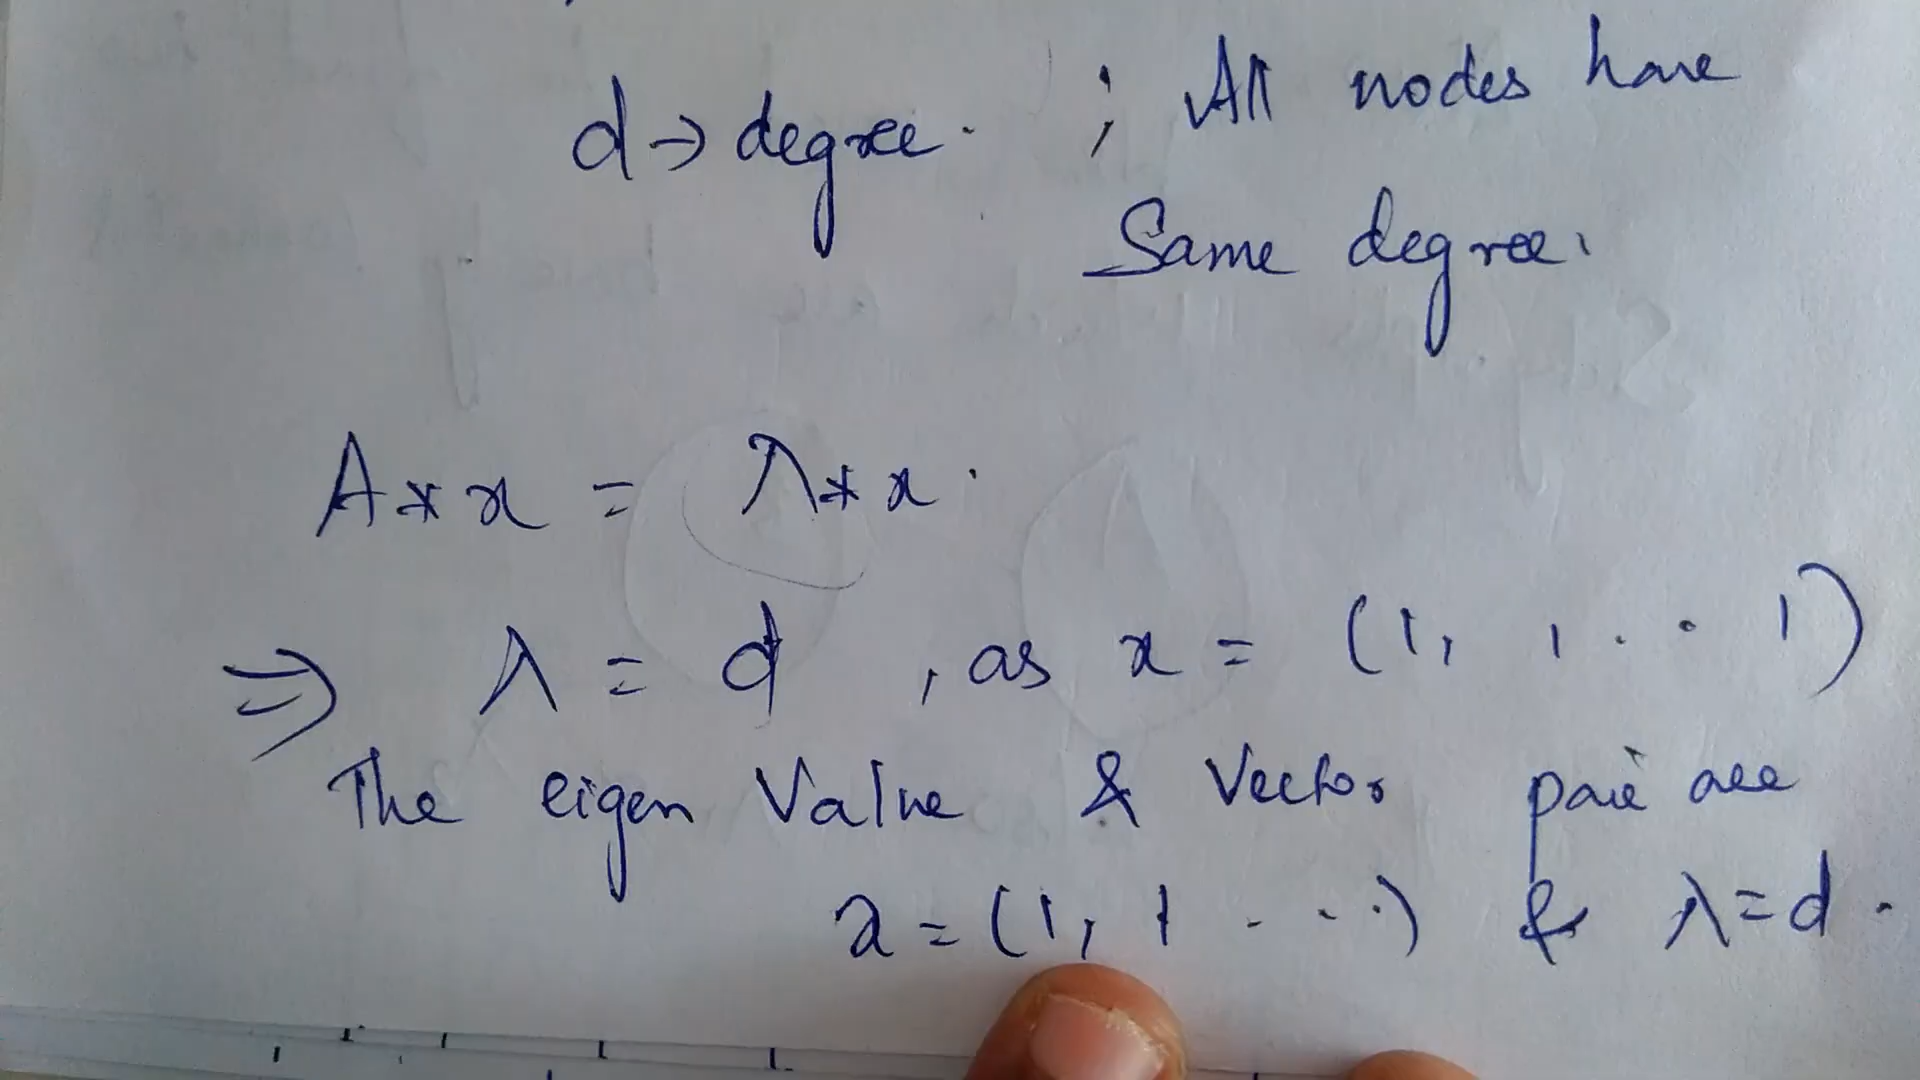 d → degree. ; All nodes have
Same degree.
A * x = λ * x.
⇒ λ = d , as x = (1, 1 . . 1)
The eigen Value & Vector pair are
x = (1, 1 - - ..) & λ = d.